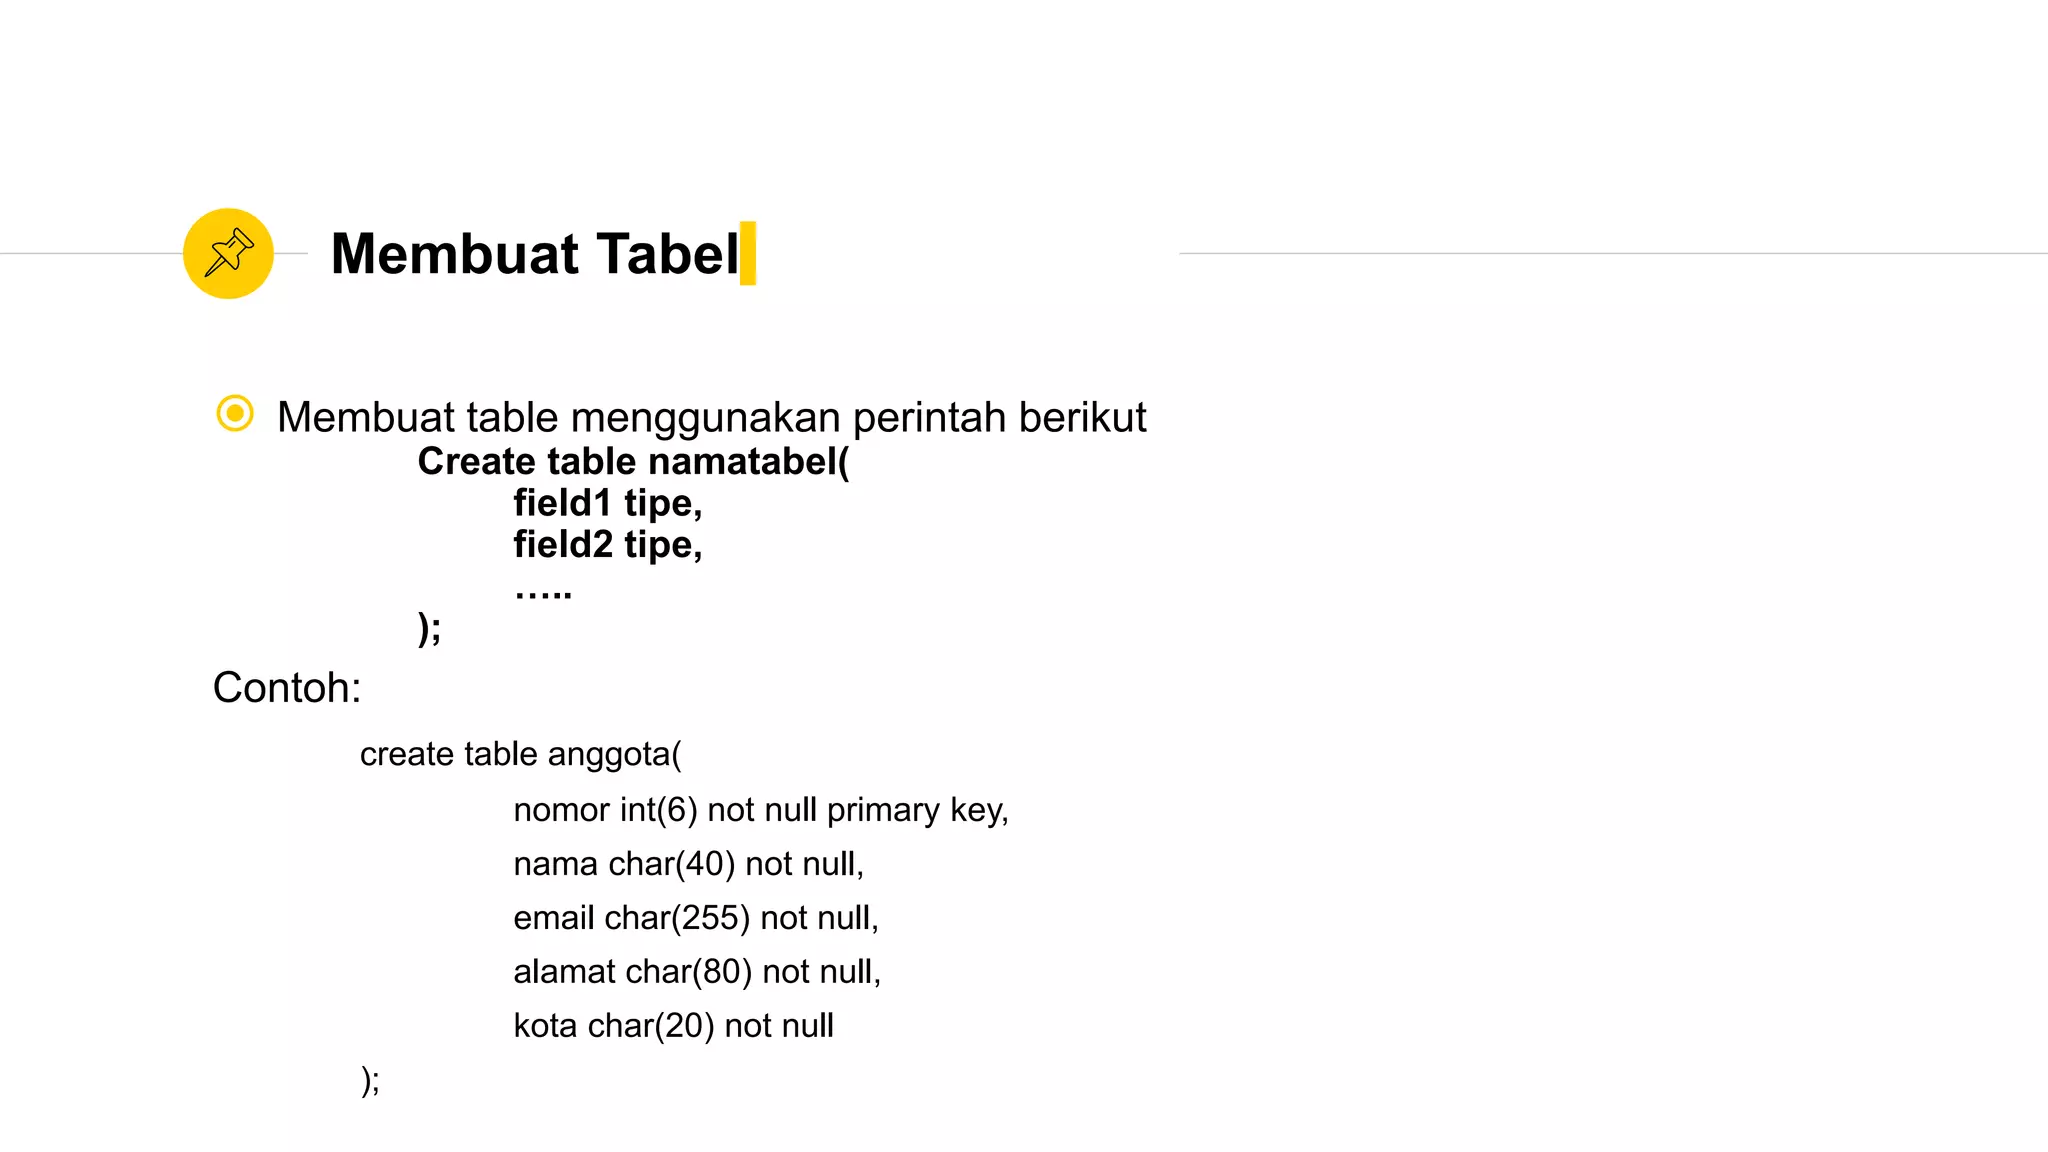 Membuat Tabel
Membuat table menggunakan perintah berikut
Create table namatabel(
field1 tipe,
field2 tipe,
…..
);
Contoh:
create table anggota(
nomor int(6) not null primary key,
nama char(40) not null,
email char(255) not null,
alamat char(80) not null,
kota char(20) not null
);